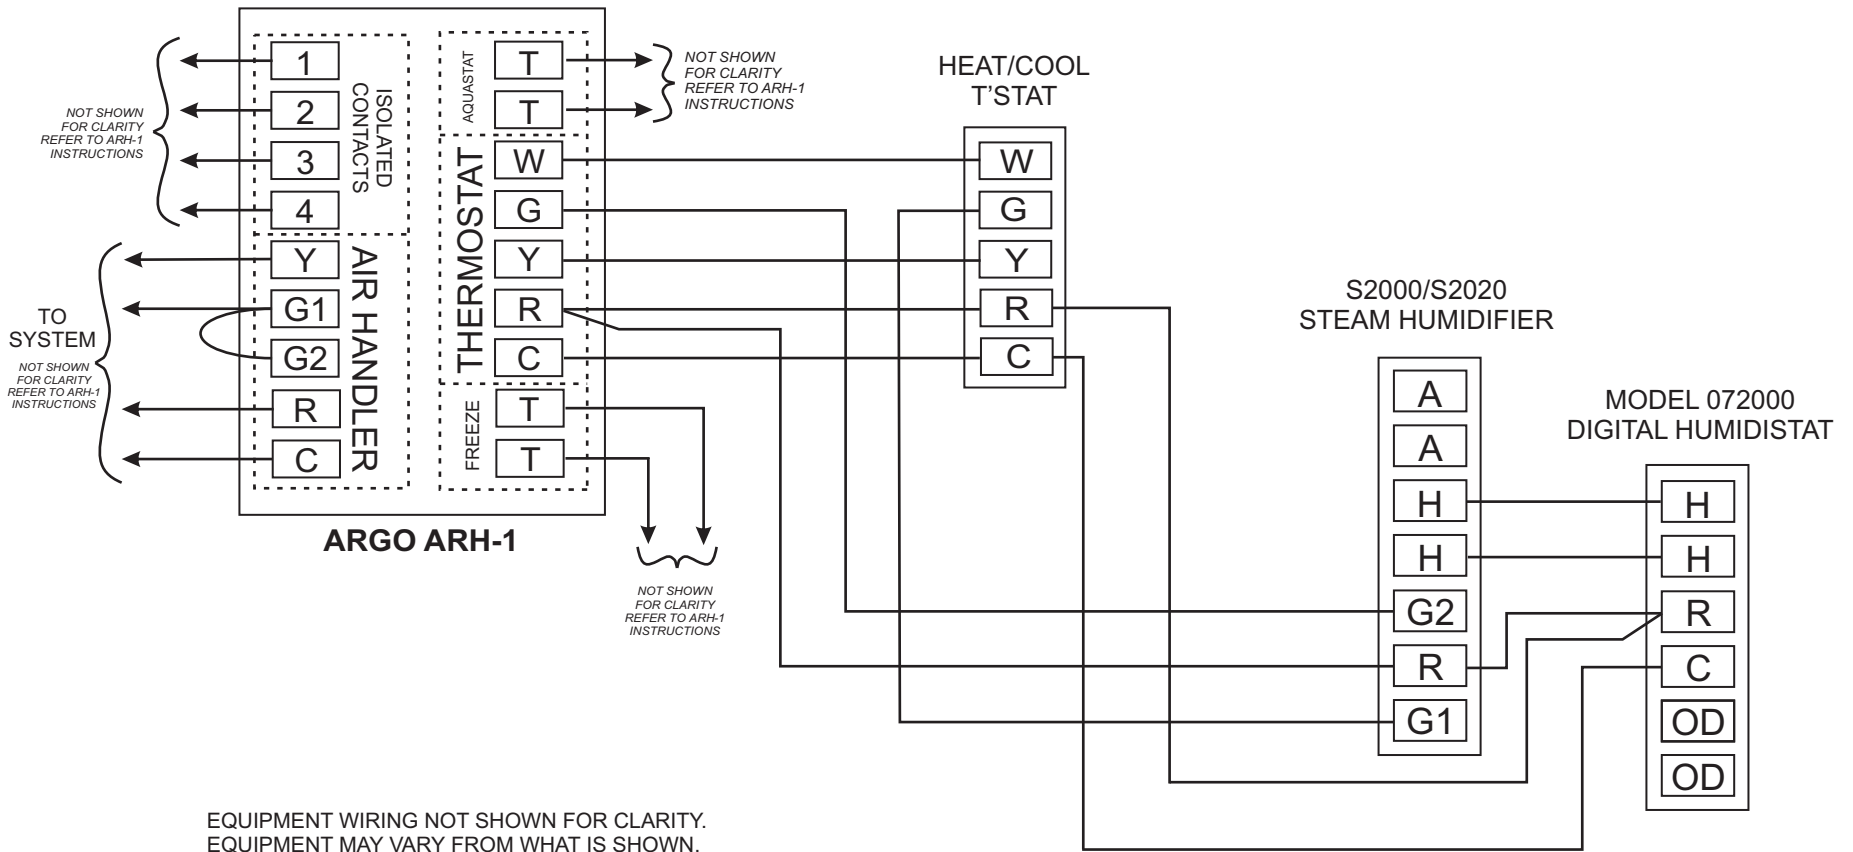 1
2
3
4
ISOLATED
CONTACTS
NOT SHOWN
FOR CLARITY
REFER TO ARH-1
INSTRUCTIONS
Y
G1
G2
R
C
AIR HANDLER
TO
SYSTEM
NOT SHOWN
FOR CLARITY
REFER TO ARH-1
INSTRUCTIONS
AQUASTAT
T
T
NOT SHOWN
FOR CLARITY
REFER TO ARH-1
INSTRUCTIONS
THERMOSTAT
W
G
Y
R
C
FREEZE
T
T
NOT SHOWN
FOR CLARITY
REFER TO ARH-1
INSTRUCTIONS
ARGO ARH-1
HEAT/COOL
T'STAT
W
G
Y
R
C
S2000/S2020
STEAM HUMIDIFIER
A
A
H
H
G2
R
G1
MODEL 072000
DIGITAL HUMIDISTAT
H
H
R
C
OD
OD
EQUIPMENT WIRING NOT SHOWN FOR CLARITY.
EQUIPMENT MAY VARY FROM WHAT IS SHOWN.